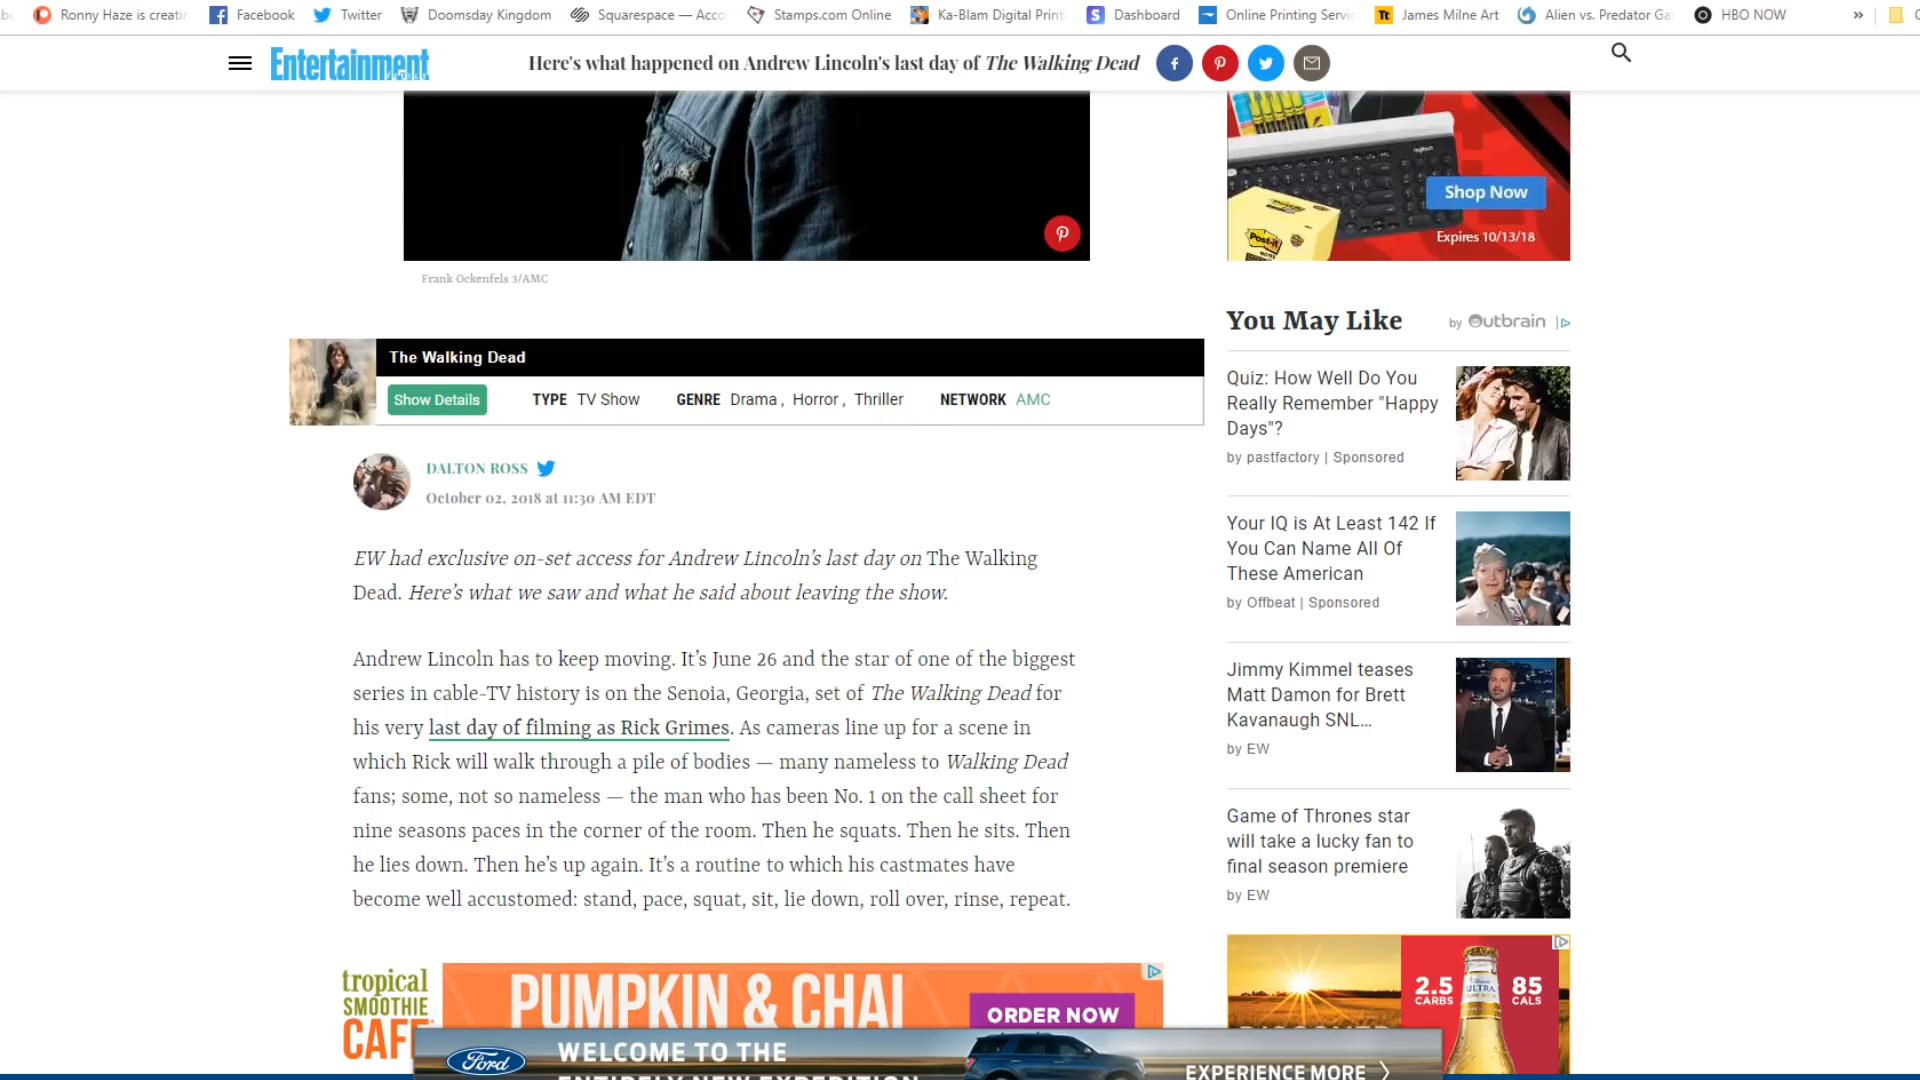 Ronny Haze is creatin
Facebook
Twitter
Doomsday Kingdom
Squarespace — Acco
Stamps.com Online
Ka-Blam Digital Print
Dashboard
Online Printing Servic
Tt
James Milne Art
Alien vs. Predator Ga
HBO NOW
»
Entertainment
Here's what happened on Andrew Lincoln's last day of The Walking Dead
logitech
Shop Now
Post-it
Expires 10/13/18
Frank Ockenfels 3/AMC
The Walking Dead
Show Details
TYPE TV Show
GENRE Drama , Horror , Thriller
NETWORK AMC
DALTON ROSS
October 02, 2018 at 11:30 AM EDT
EW had exclusive on-set access for Andrew Lincoln’s last day on The Walking
Dead. Here’s what we saw and what he said about leaving the show.
Andrew Lincoln has to keep moving. It’s June 26 and the star of one of the biggest
series in cable-TV history is on the Senoia, Georgia, set of The Walking Dead for
his very last day of filming as Rick Grimes. As cameras line up for a scene in
which Rick will walk through a pile of bodies — many nameless to Walking Dead
fans; some, not so nameless — the man who has been No. 1 on the call sheet for
nine seasons paces in the corner of the room. Then he squats. Then he sits. Then
he lies down. Then he’s up again. It’s a routine to which his castmates have
become well accustomed: stand, pace, squat, sit, lie down, roll over, rinse, repeat.
You May Like
by Outbrain
Quiz: How Well Do You
Really Remember "Happy
Days"?
by pastfactory | Sponsored
Your IQ is At Least 142 If
You Can Name All Of
These American
by Offbeat | Sponsored
Jimmy Kimmel teases
Matt Damon for Brett
Kavanaugh SNL...
by EW
Game of Thrones star
will take a lucky fan to
final season premiere
by EW
tropical
SMOOTHIE
CAFE
PUMPKIN & CHAI
ORDER NOW
2.5
CARBS
ULTRA
85
CALS
Ford
WELCOME TO THE
ENTIRELY NEW EXPEDITION
EXPERIENCE MORE